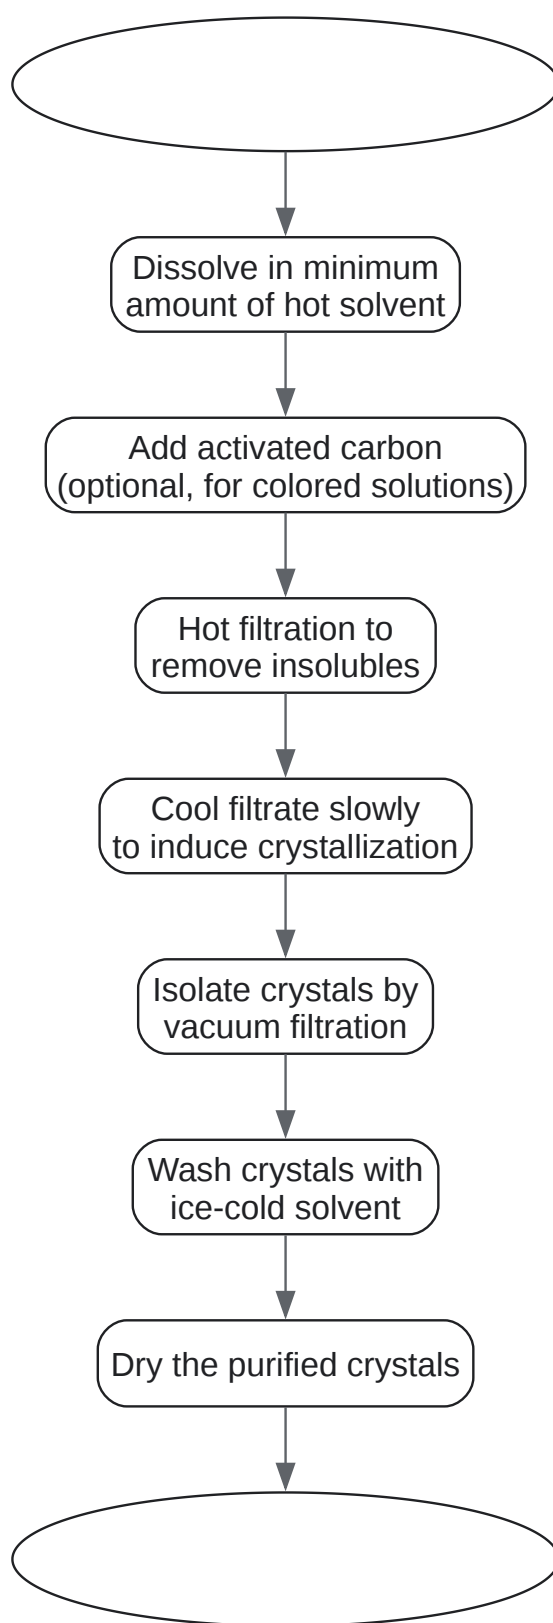 Dissolve in minimum
amount of hot solvent
Add activated carbon
(optional, for colored solutions)
Hot filtration to
remove insolubles
Cool filtrate slowly
to induce crystallization
Isolate crystals by
vacuum filtration
Wash crystals with
ice-cold solvent
Dry the purified crystals